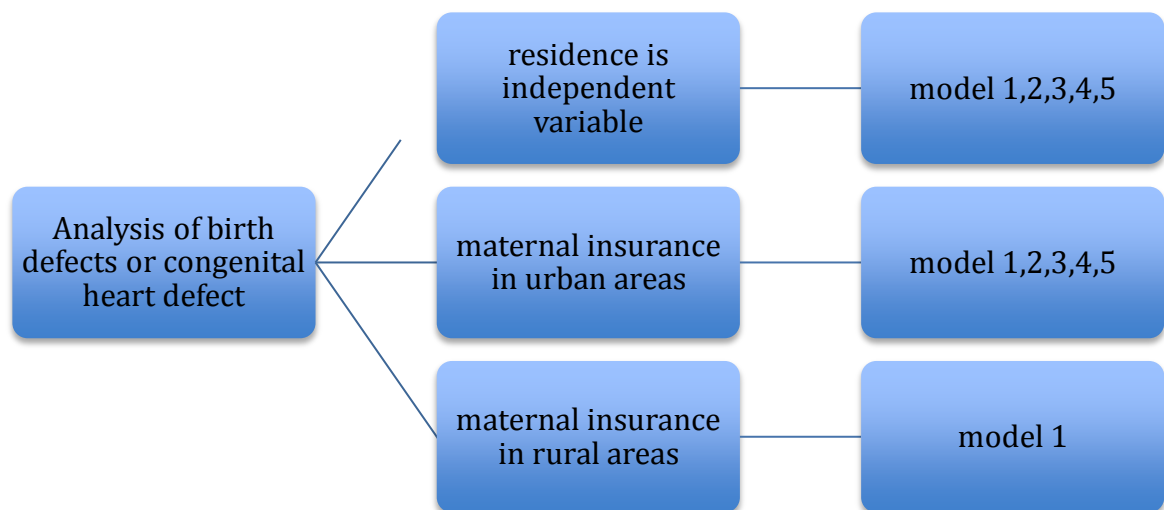 residence is
independent
variable
model 1,2,3,4,5
Analysis of birth
defects or congenital
heart defect
maternal insurance
in urban areas
model 1,2,3,4,5
maternal insurance
in rural areas
model 1